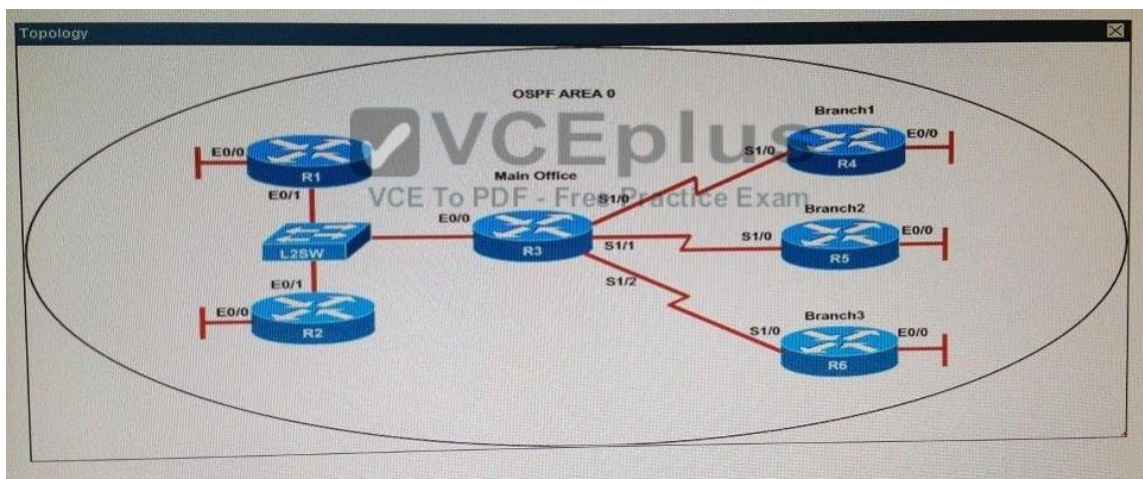 Topology
OSPF AREA 0
VCEplus
VCE To PDF - Free Practice Exam
E0/0
R1
E0/1
L2SW
E0/1
E0/0
R2
Main Office
E0/0
R3
S1/0
S1/1
S1/2
Branch1
S1/0
E0/0
R4
Branch2
S1/0
E0/0
R5
Branch3
S1/0
E0/0
R6